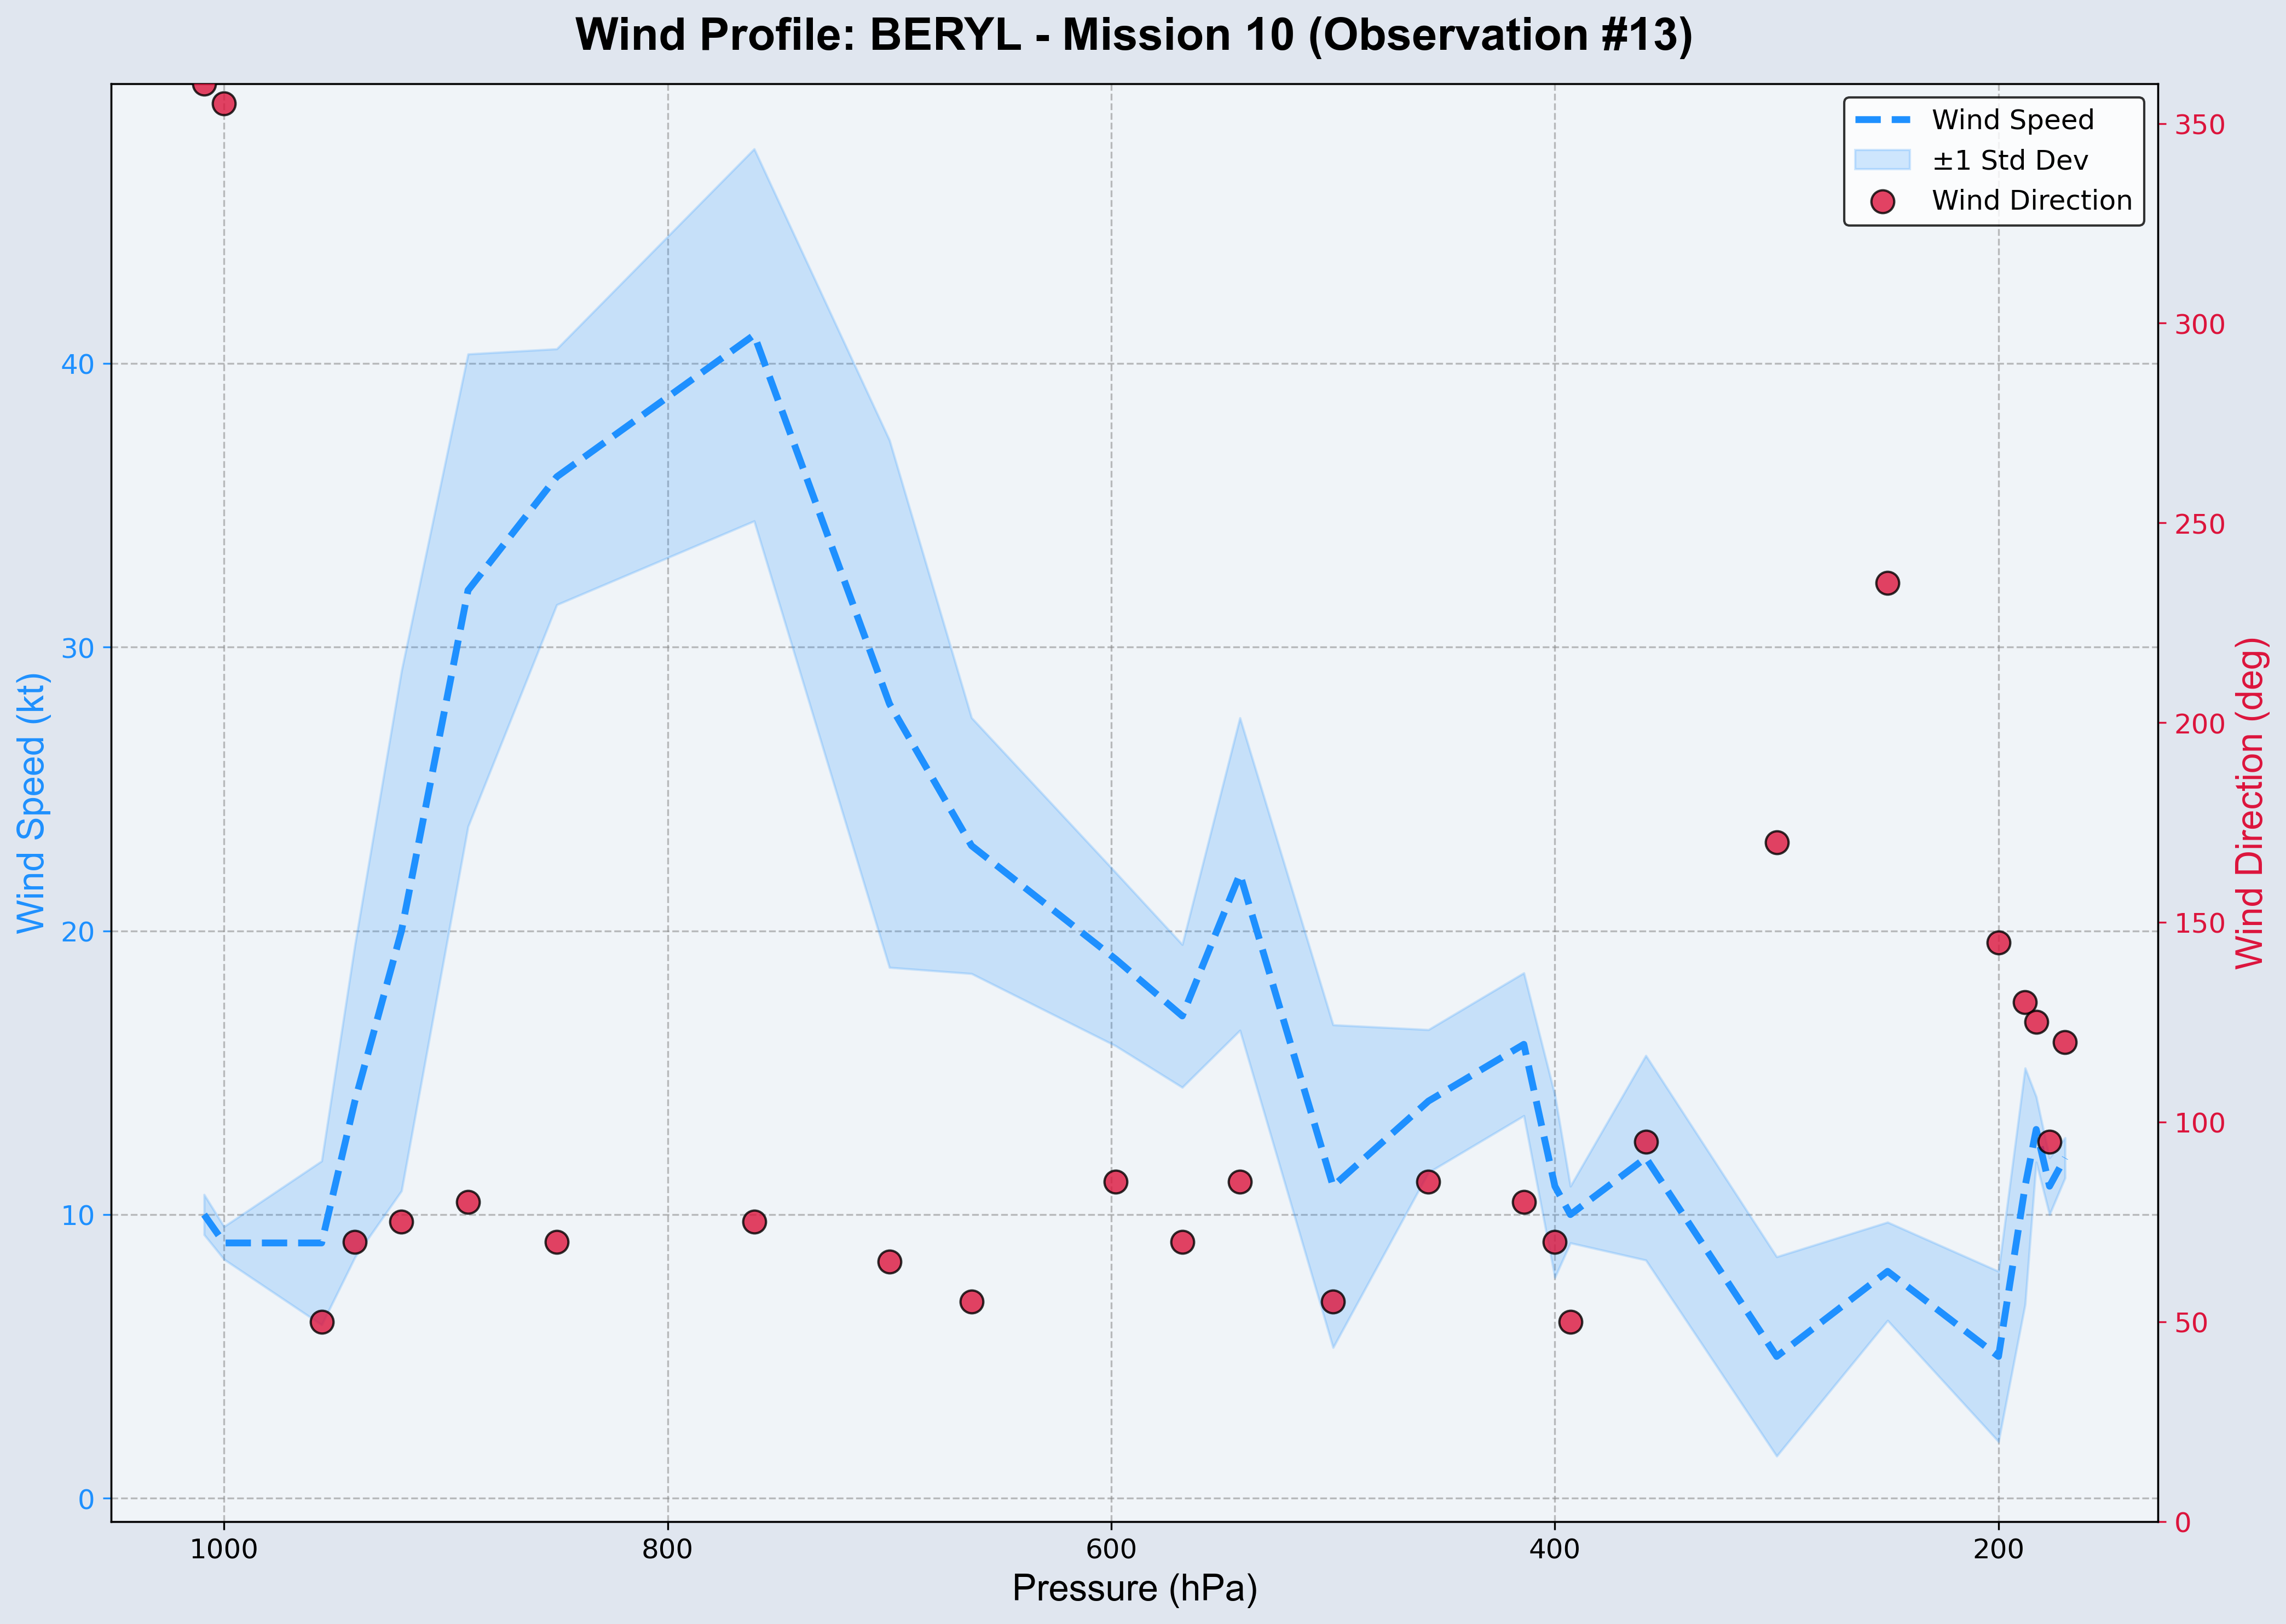 Wind Profile: BERYL - Mission 10 (Observation #13)
Wind Speed
±1 Std Dev
Wind Direction
Wind Speed (kt)
40
30
20
10
0
350
300
250
200
150
100
50
0
Wind Direction (deg)
1000
800
600
400
200
Pressure (hPa)